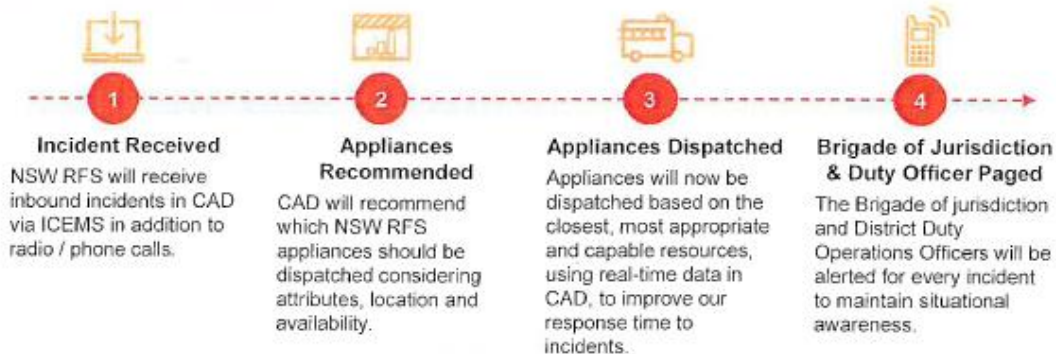 1
Incident Received
NSW RFS will receive
inbound incidents in CAD
via ICEMS in addition to
radio / phone calls.
2
Appliances
Recommended
CAD will recommend
which NSW RFS
appliances should be
dispatched considering
attributes, location and
availability.
3
Appliances Dispatched
Appliances will now be
dispatched based on the
closest, most appropriate
and capable resources,
using real-time data in
CAD, to improve our
response time to
incidents.
4
Brigade of Jurisdiction
& Duty Officer Paged
The Brigade of jurisdiction
and District Duty
Operations Officers will be
alerted for every incident
to maintain situational
awareness.